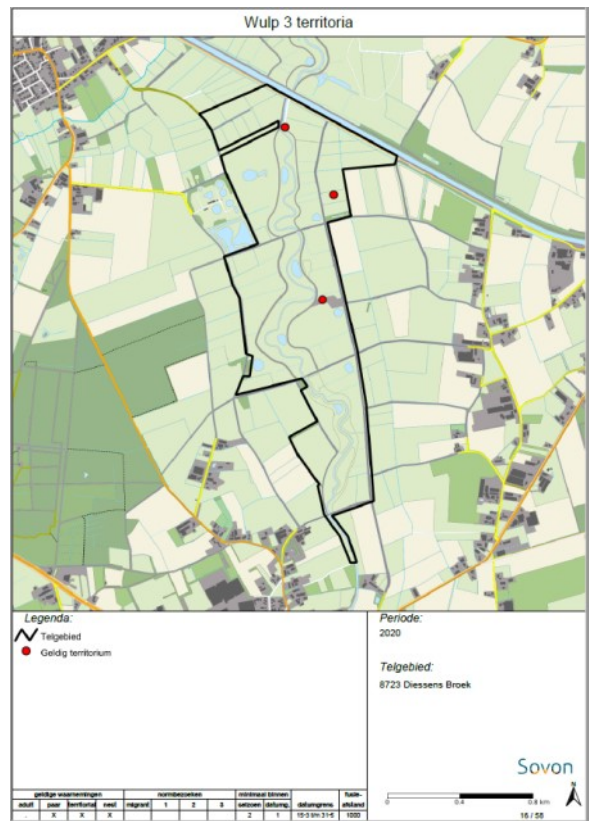 Wulp 3 territoria
Legenda:
Telgebied
Geldig territorium
Periode:
2020
Telgebied:
8723 Diessens Broek
Sovon
0 0.4 0.8 km
16 / 58
geldige waarnemingen normbezoeken minimaal binnen fusie-
adult paar territoriaal nest migrant 1 2 3 seizoen datumg. datumgrens afstand
. X X X 2 1 15-3 t/m 31-5 1000